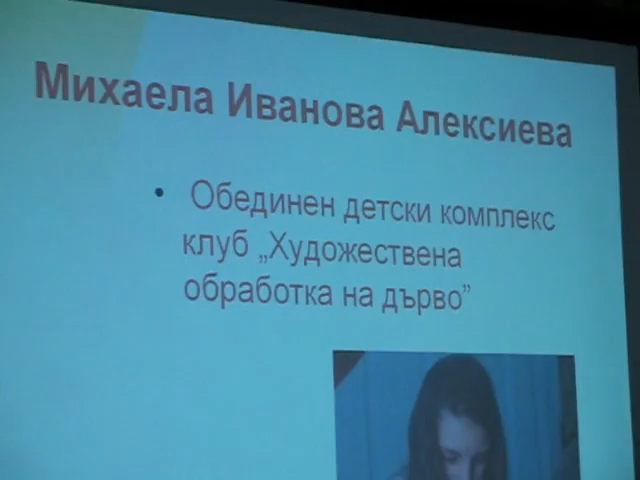 Михаела Иванова Алексиева
• Обединен детски комплекс
клуб „Художествена
обработка на дърво”